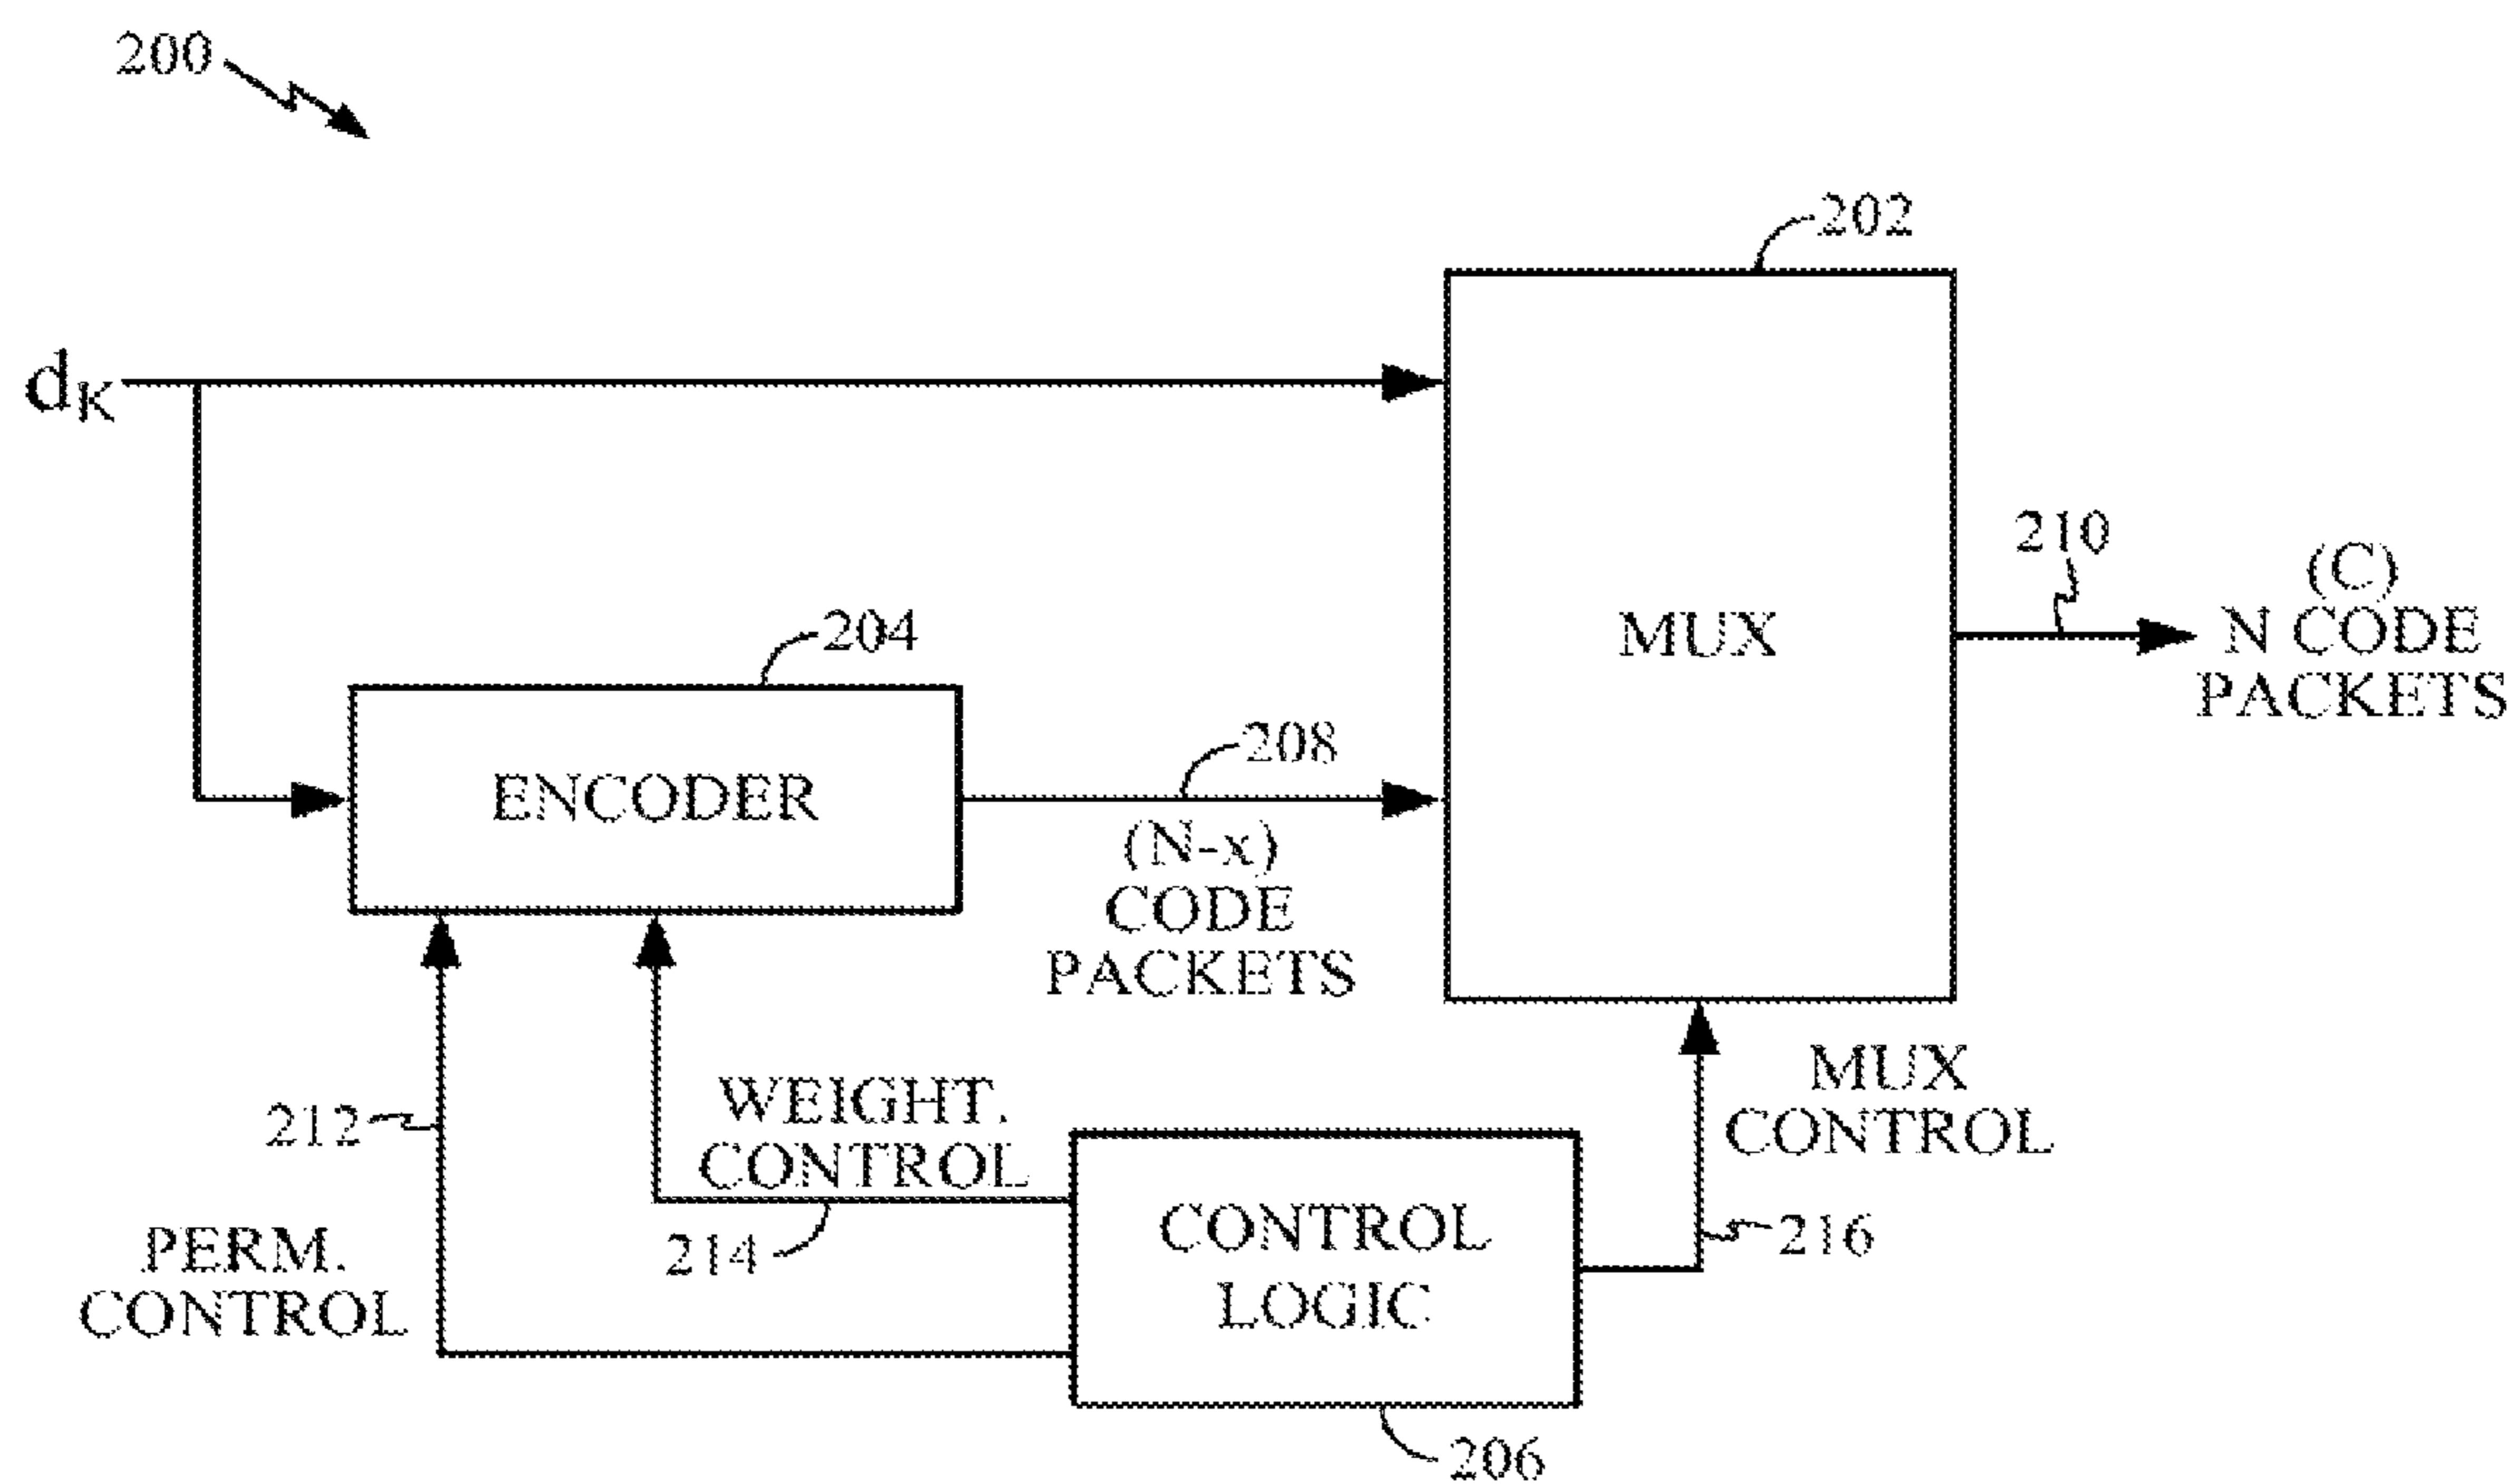 200
202
dK
210
(C)
N CODE
PACKETS
204
MUX
208
ENCODER
(N-x)
CODE
PACKETS
MUX
CONTROL
WEIGHT.
CONTROL
212
PERM.
CONTROL
214
CONTROL
LOGIC
216
206